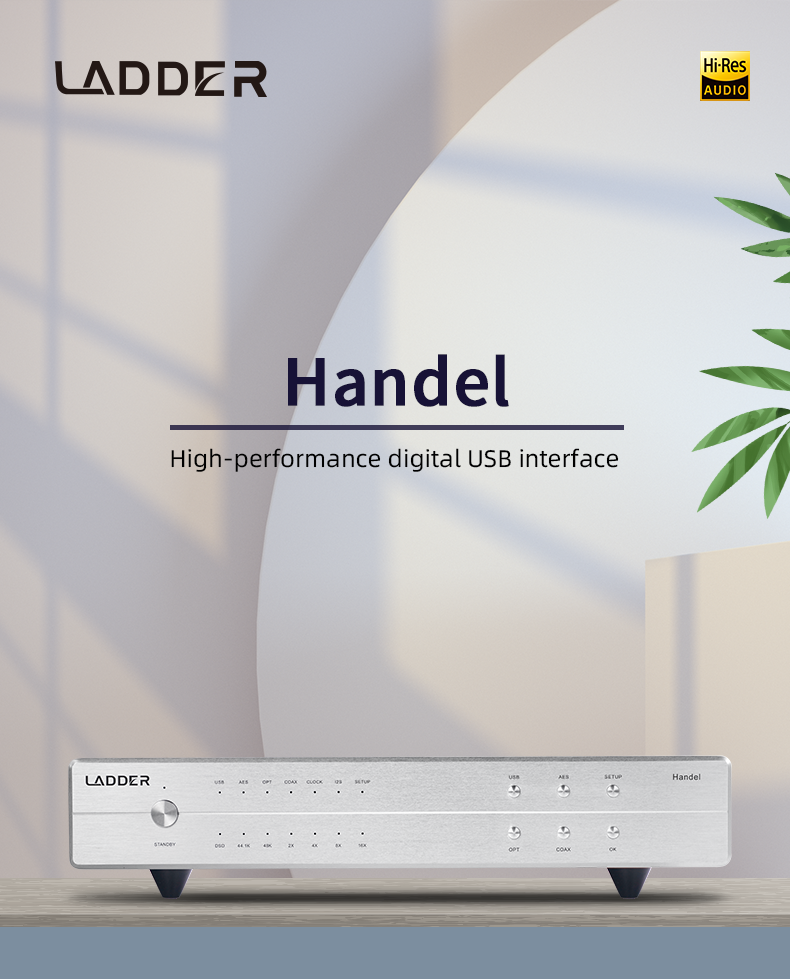 LADDER
Hi-Res
AUDIO
Handel
High-performance digital USB interface
LADDER
USB AES OPT COAX CLOCK I2S SETUP
USB AES SETUP
Handel
STANDBY
DSD 44.1K 48K 2X 4X 8X 16X
OPT COAX OK